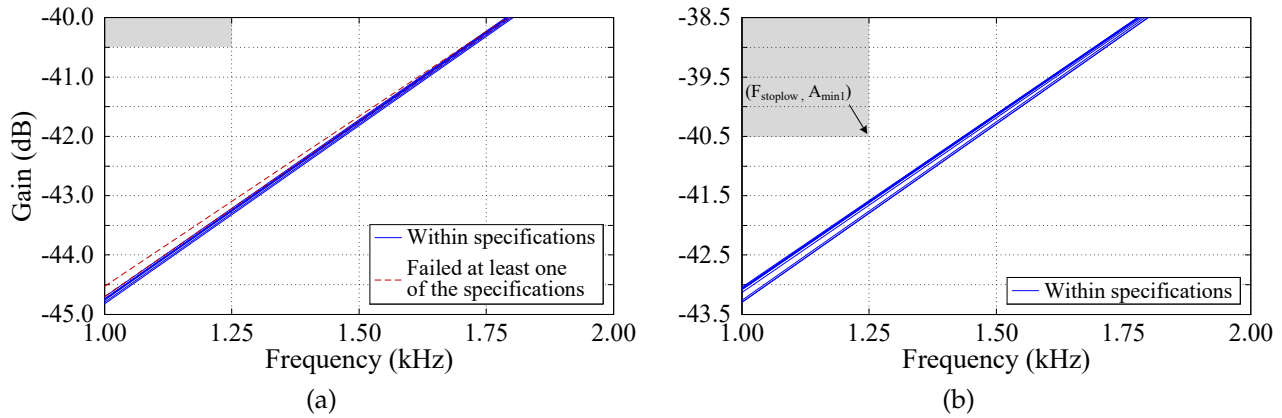 -40.0
-41.0
-42.0
-43.0
-44.0
-45.0
Gain (dB)
1.00
1.25
1.50
1.75
2.00
Frequency (kHz)
Within specifications
Failed at least one
of the specifications
(a)
-38.5
-39.5
-40.5
-41.5
-42.5
-43.5
(Fstoplow, Amin1)
1.00
1.25
1.50
1.75
2.00
Frequency (kHz)
Within specifications
(b)